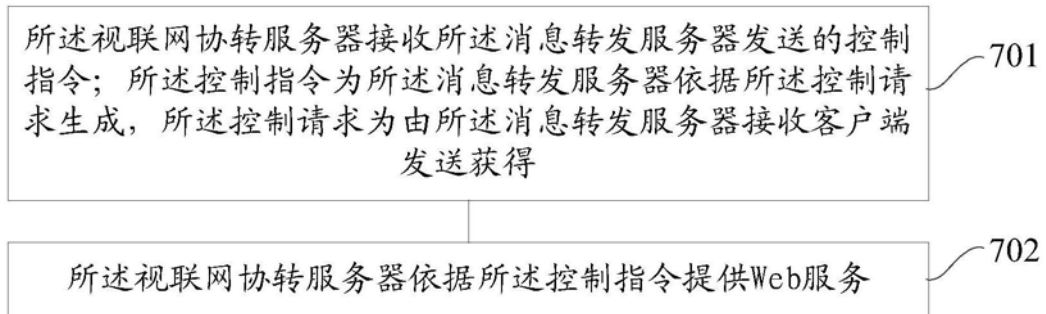 所述视联网协转服务器接收所述消息转发服务器发送的控制
指令；所述控制指令为所述消息转发服务器依据所述控制请
求生成，所述控制请求为由所述消息转发服务器接收客户端
发送获得
701
所述视联网协转服务器依据所述控制指令提供Web服务
702